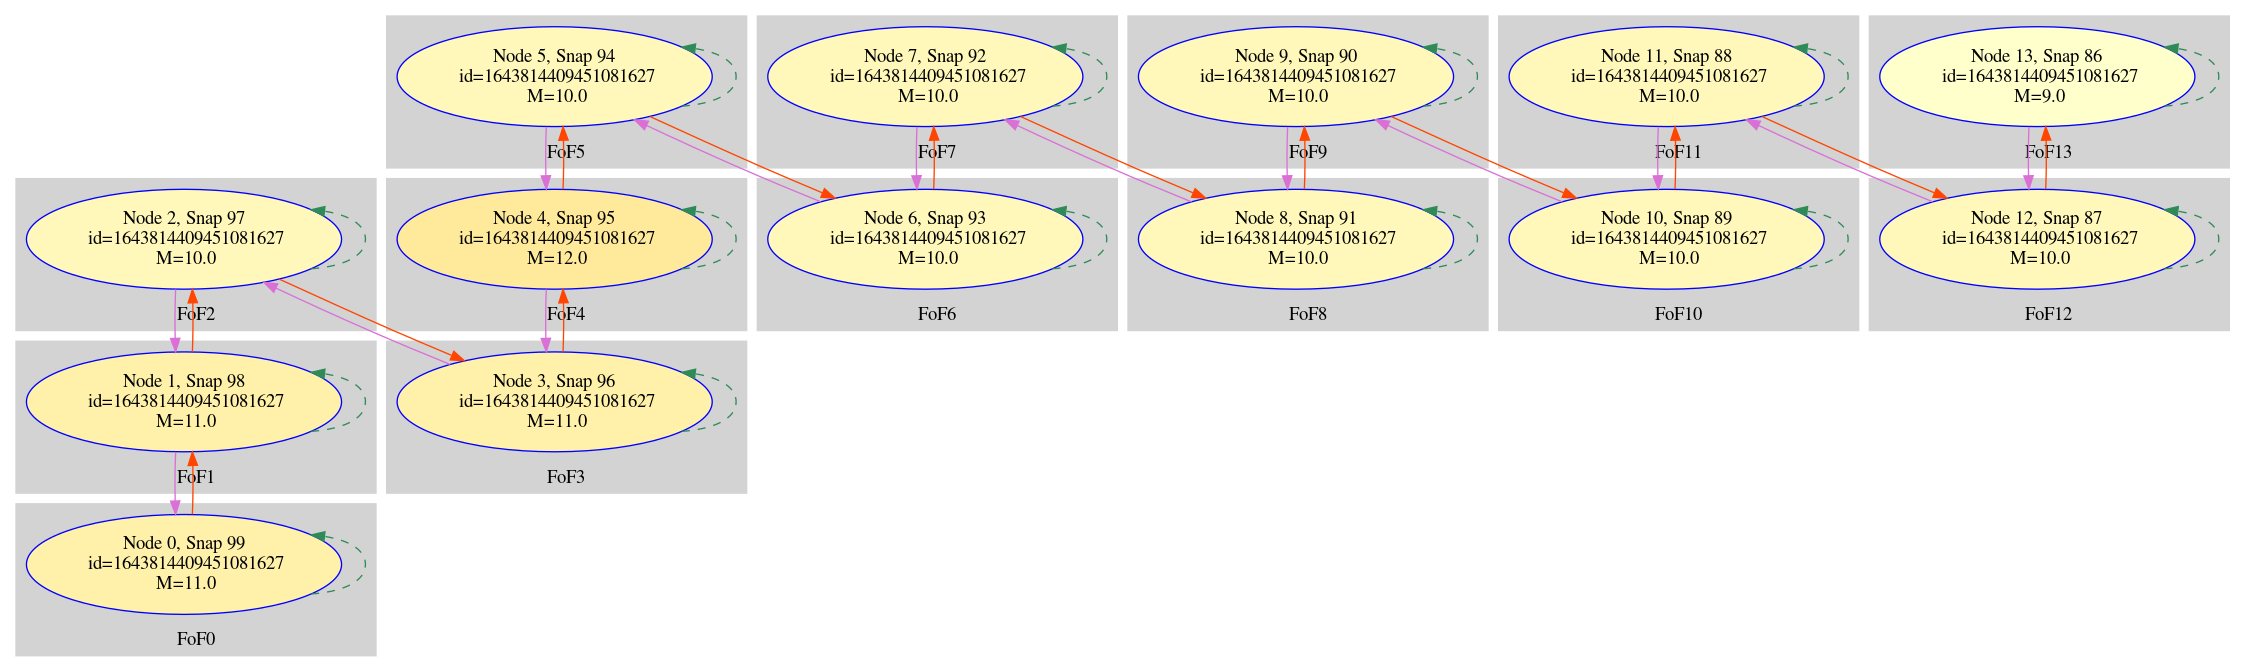 Node 5, Snap 94
id=1643814409451081627
M=10.0
FoF5
Node 7, Snap 92
id=1643814409451081627
M=10.0
FoF7
Node 9, Snap 90
id=1643814409451081627
M=10.0
FoF9
Node 11, Snap 88
id=1643814409451081627
M=10.0
FoF11
Node 13, Snap 86
id=1643814409451081627
M=9.0
FoF13
Node 2, Snap 97
id=1643814409451081627
M=10.0
FoF2
Node 4, Snap 95
id=1643814409451081627
M=12.0
FoF4
Node 6, Snap 93
id=1643814409451081627
M=10.0
FoF6
Node 8, Snap 91
id=1643814409451081627
M=10.0
FoF8
Node 10, Snap 89
id=1643814409451081627
M=10.0
FoF10
Node 12, Snap 87
id=1643814409451081627
M=10.0
FoF12
Node 1, Snap 98
id=1643814409451081627
M=11.0
FoF1
Node 3, Snap 96
id=1643814409451081627
M=11.0
FoF3
Node 0, Snap 99
id=1643814409451081627
M=11.0
FoF0